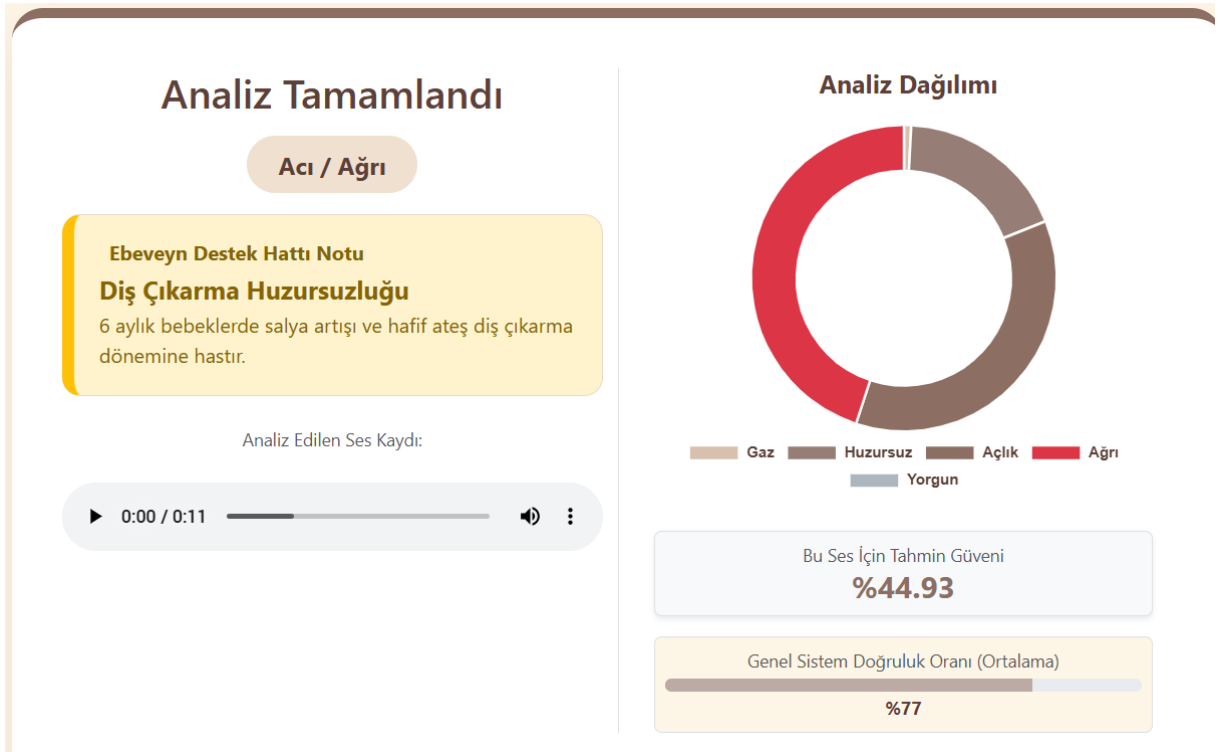 Analiz Tamamlandı
Acı / Ağrı
Ebeveyn Destek Hattı Notu
Diş Çıkarma Huzursuzluğu
6 aylık bebeklerde salya artışı ve hafif ateş diş çıkarma
dönemine hastır.
Analiz Edilen Ses Kaydı:
0:00 / 0:11
Analiz Dağılımı
Gaz Huzursuz Açlık Ağrı
Yorgun
Bu Ses İçin Tahmin Güveni
%44.93
Genel Sistem Doğruluk Oranı (Ortalama)
%77